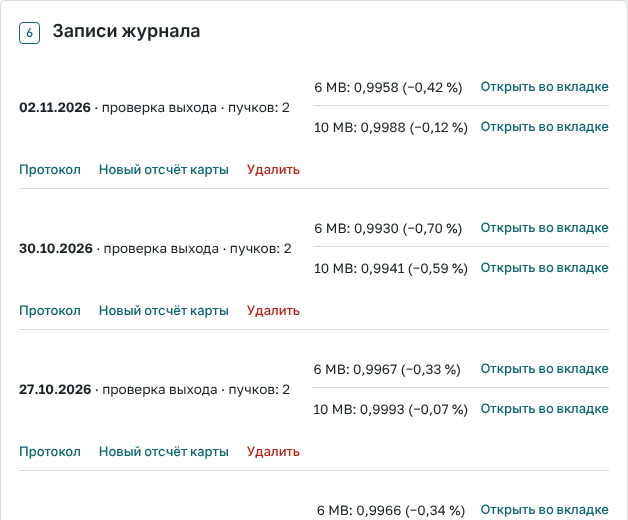 6 Записи журнала
02.11.2026 · проверка выхода · пучков: 2
6 МВ: 0,9958 (−0,42 %) Открыть во вкладке
10 МВ: 0,9988 (−0,12 %) Открыть во вкладке
Протокол Новый отсчёт карты Удалить
30.10.2026 · проверка выхода · пучков: 2
6 МВ: 0,9930 (−0,70 %) Открыть во вкладке
10 МВ: 0,9941 (−0,59 %) Открыть во вкладке
Протокол Новый отсчёт карты Удалить
27.10.2026 · проверка выхода · пучков: 2
6 МВ: 0,9967 (−0,33 %) Открыть во вкладке
10 МВ: 0,9993 (−0,07 %) Открыть во вкладке
Протокол Новый отсчёт карты Удалить
6 МВ: 0,9966 (−0,34 %) Открыть во вкладке